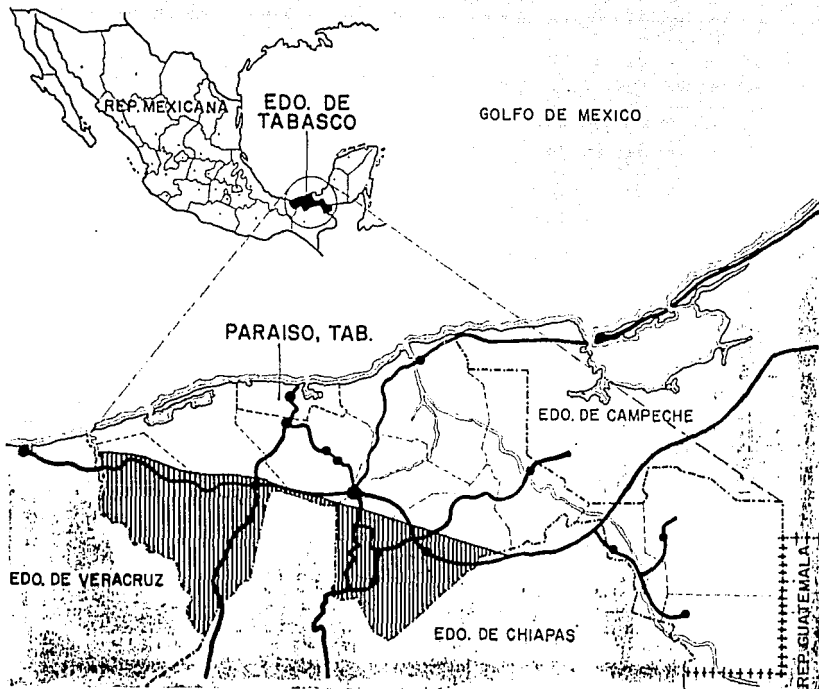 REP. MEXICANA
EDO. DE
TABASCO
GOLFO DE MEXICO
PARAISO, TAB.
EDO. DE CAMPECHE
EDO. DE VERACRUZ
EDO. DE CHIAPAS
REP. GUATEMALA